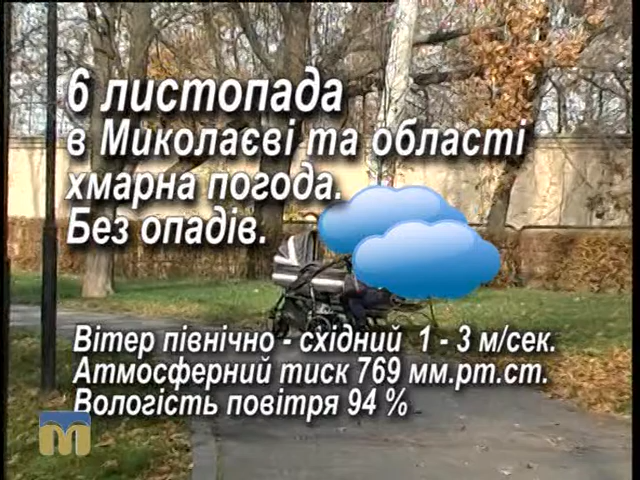 6 листопада
в Миколаєві та області
хмарна погода.
Без опадів.
Вітер північно - східний 1 - 3 м/сек.
Атмосферний тиск 769 мм.рт.ст.
Вологість повітря 94 %
М